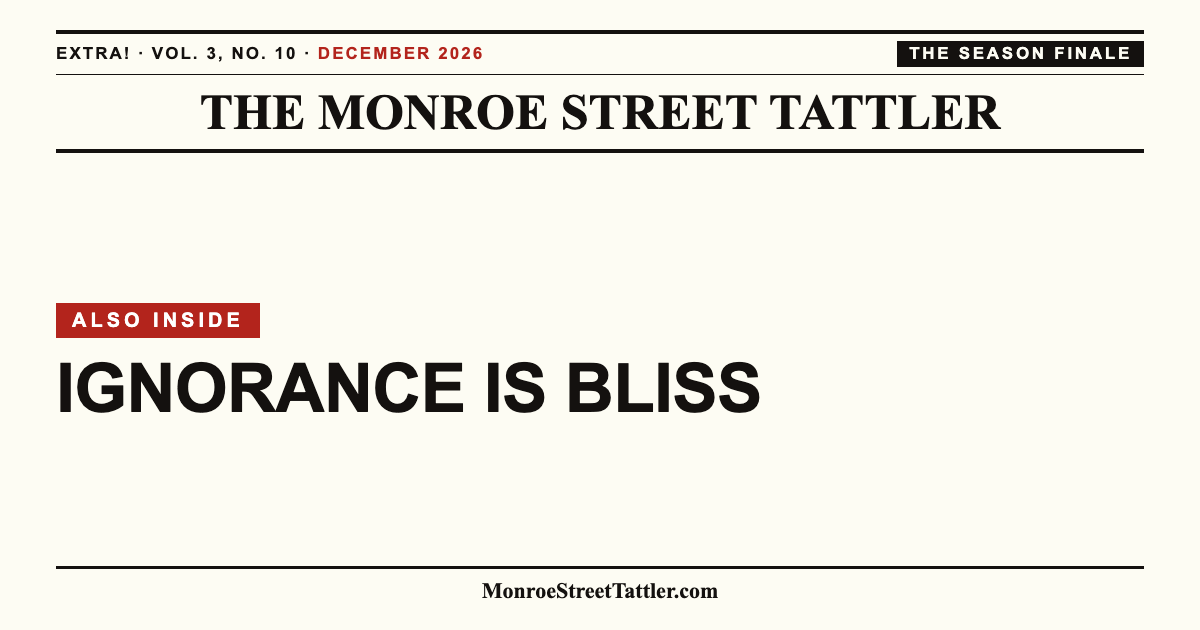 EXTRA! · VOL. 3, NO. 10 · DECEMBER 2026
THE SEASON FINALE
THE MONROE STREET TATTLER
ALSO INSIDE
IGNORANCE IS BLISS
MonroeStreetTattler.com